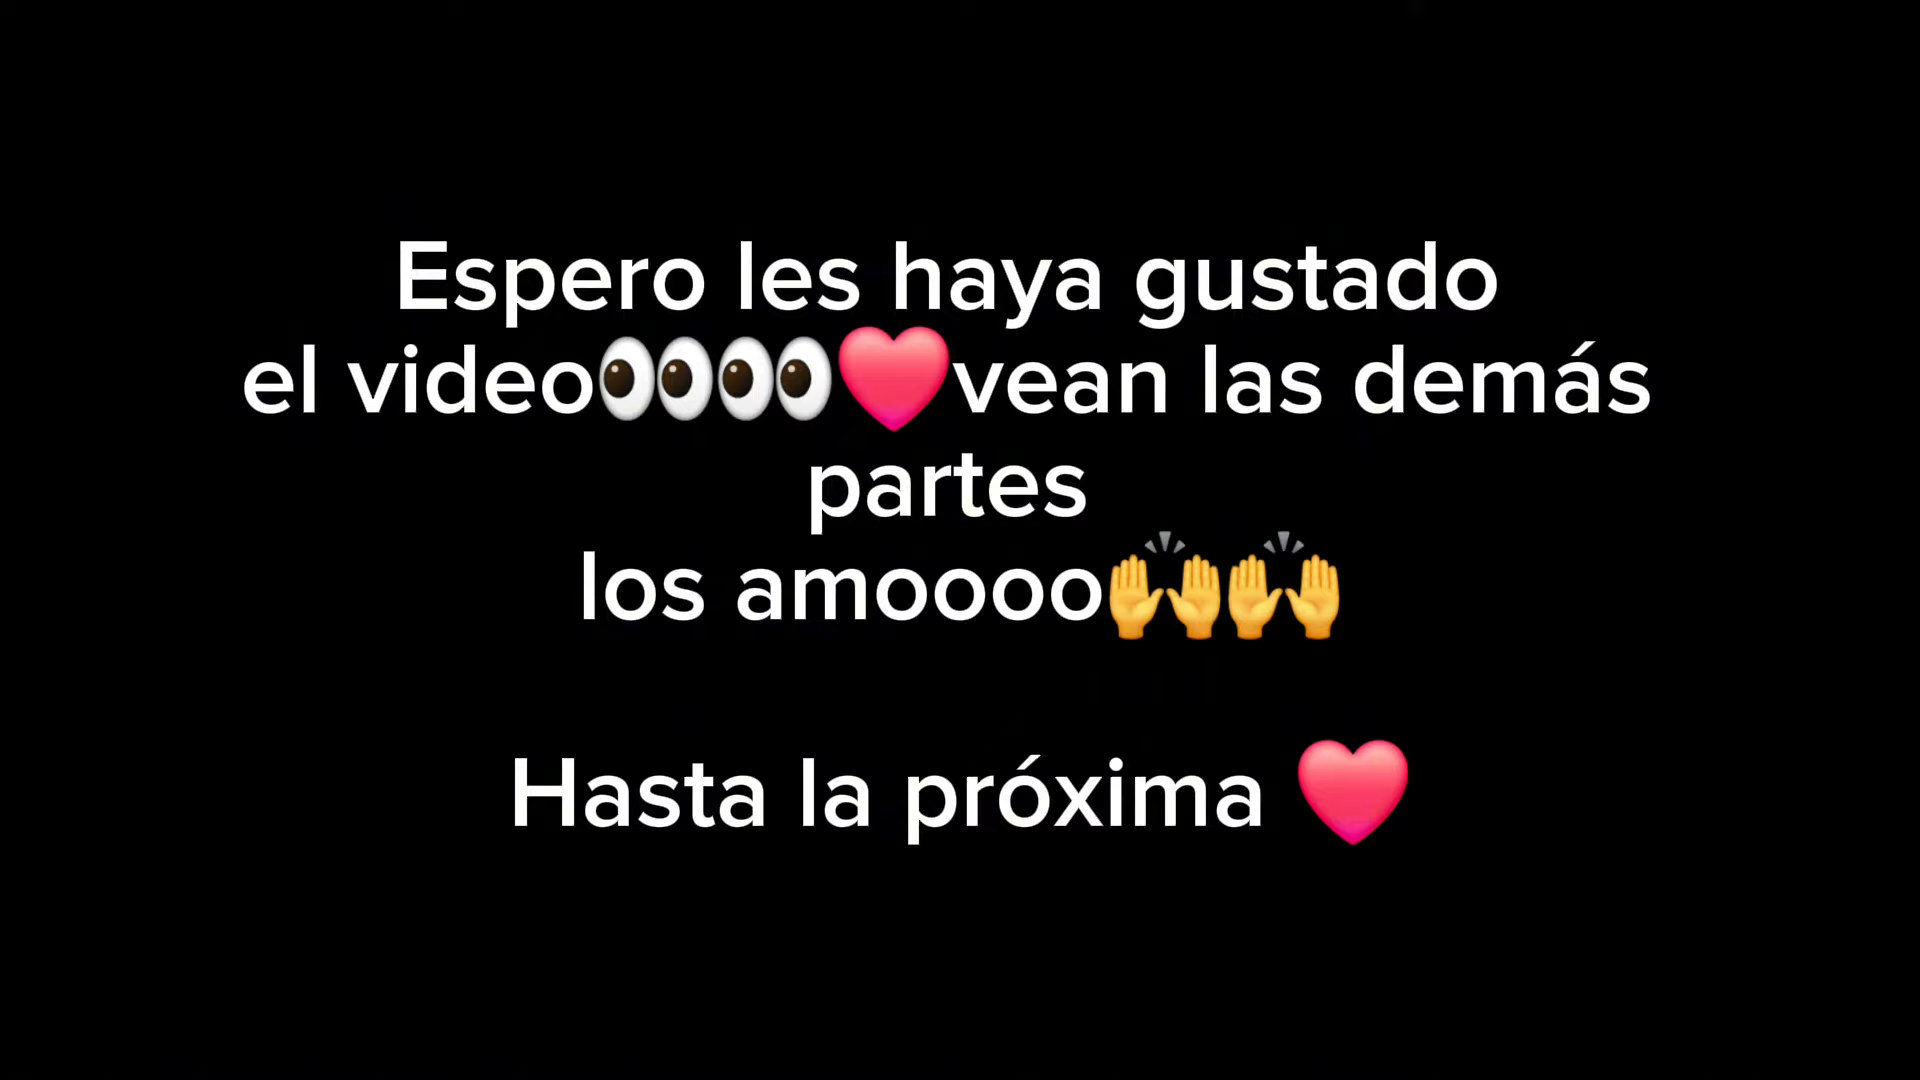 Espero les haya gustado
el video👀👀❤️vean las demás
partes
los amoooo🙌🙌
Hasta la próxima ❤️